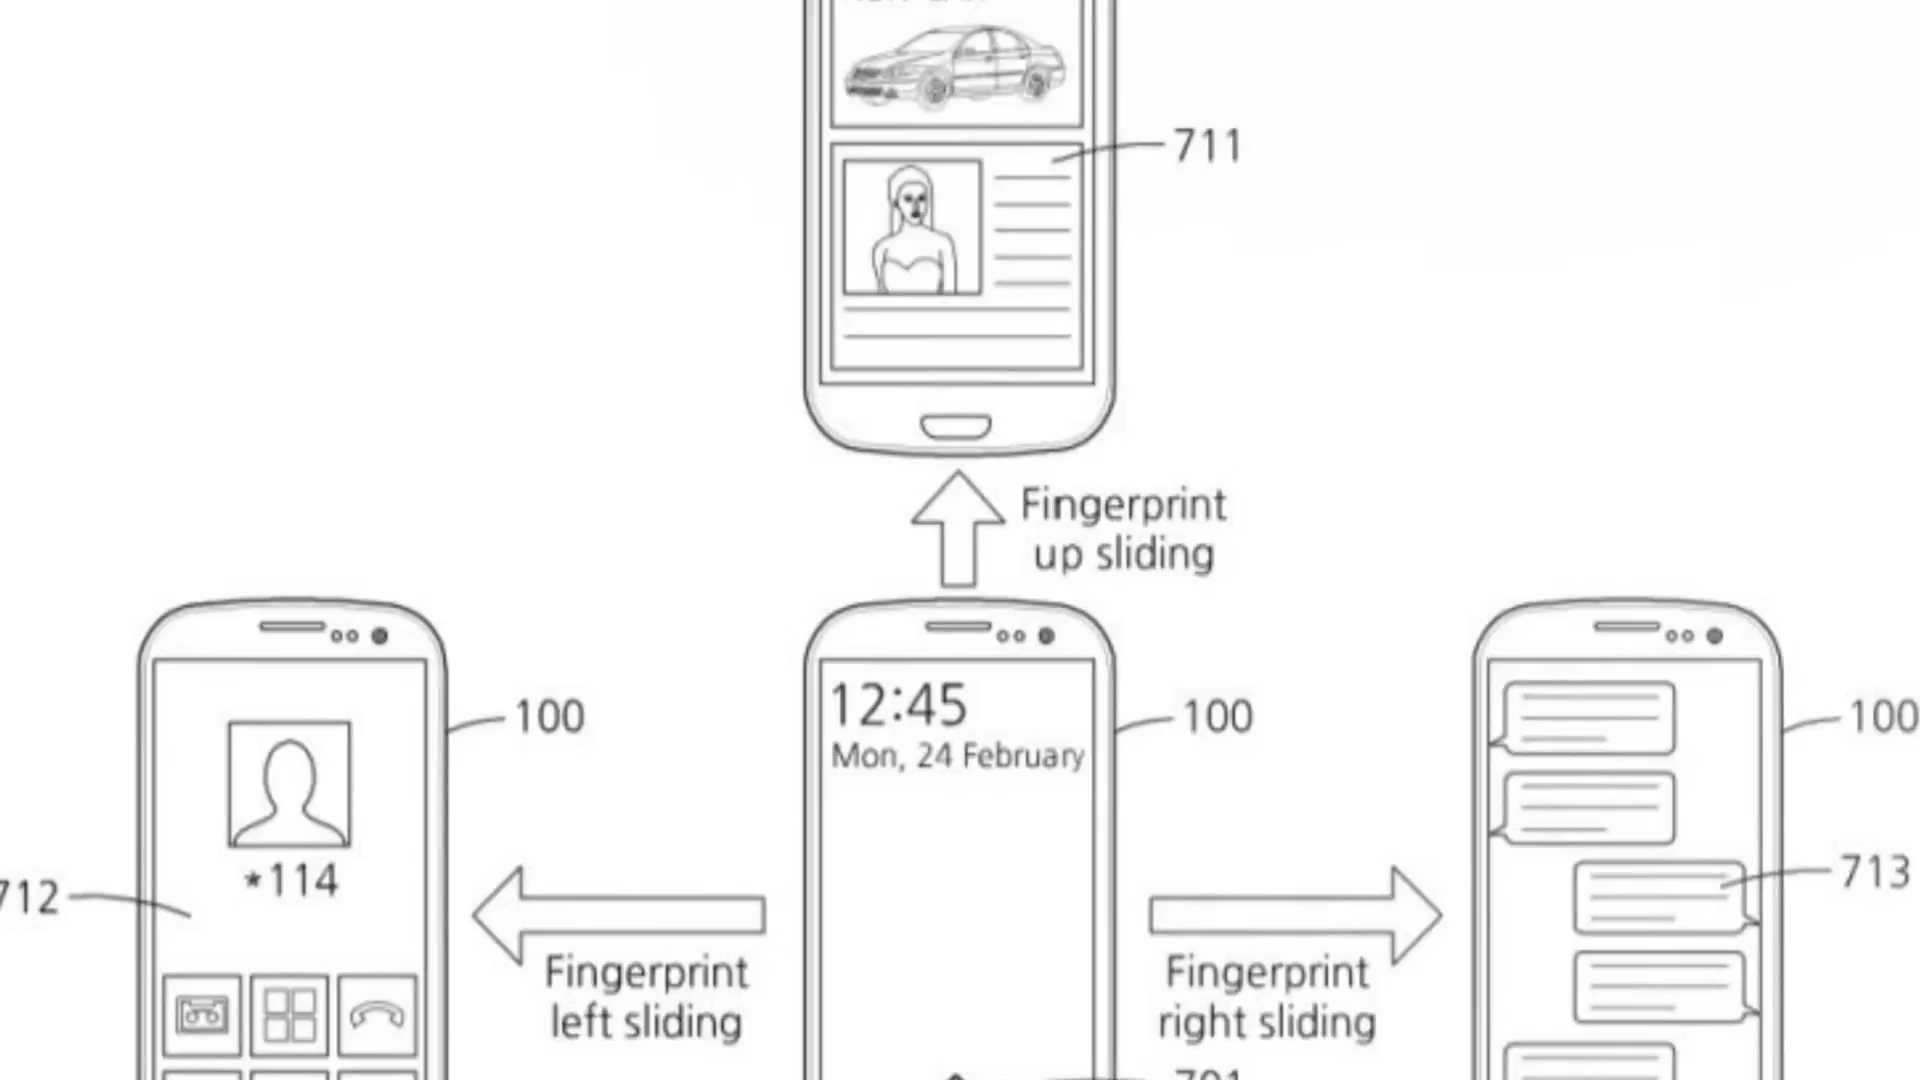 711
Fingerprint
up sliding
100
100
100
12:45
Mon, 24 February
*114
712
713
Fingerprint
left sliding
Fingerprint
right sliding